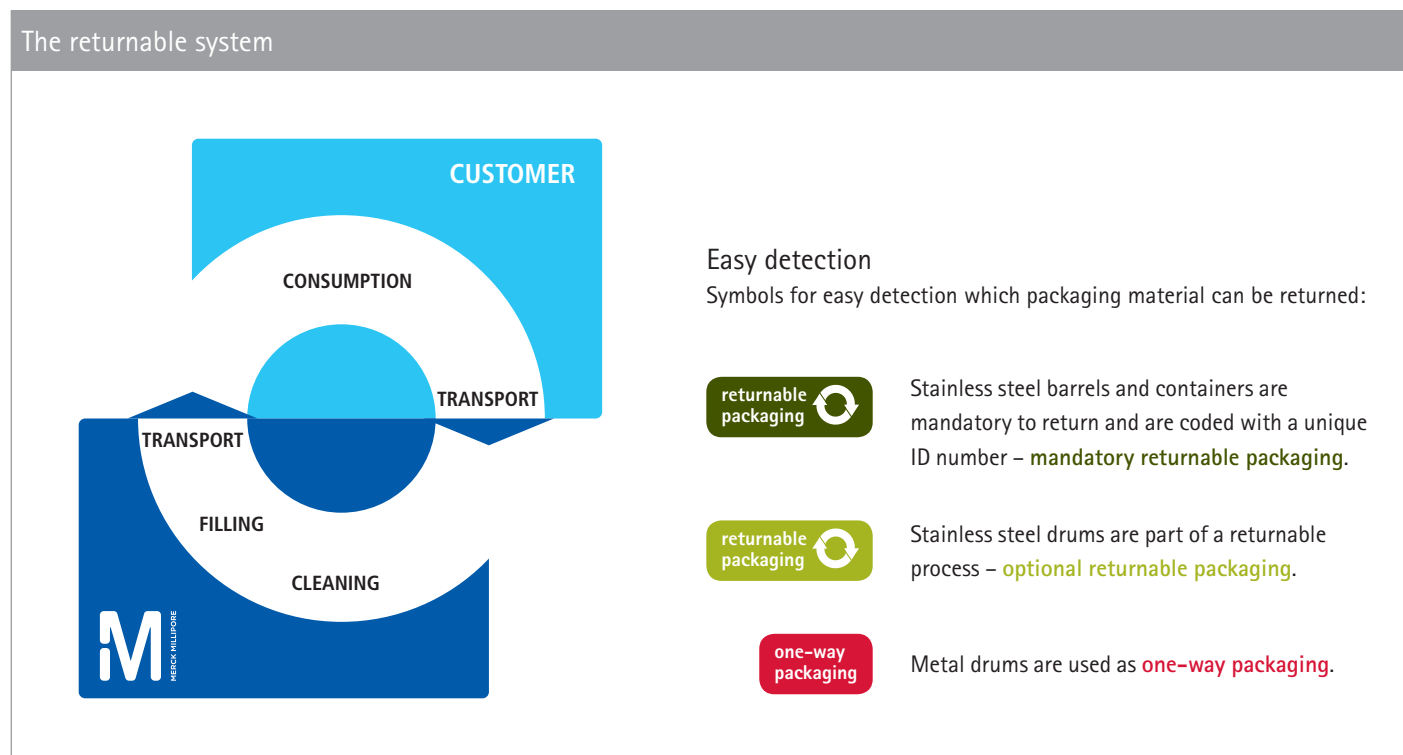 The returnable system
CUSTOMER
CONSUMPTION
TRANSPORT
TRANSPORT
FILLING
CLEANING
M
MERCK MILLIPORE
Easy detection
Symbols for easy detection which packaging material can be returned:
returnable
packaging
Stainless steel barrels and containers are
mandatory to return and are coded with a unique
ID number – mandatory returnable packaging.
returnable
packaging
Stainless steel drums are part of a returnable
process – optional returnable packaging.
one-way
packaging
Metal drums are used as one-way packaging.